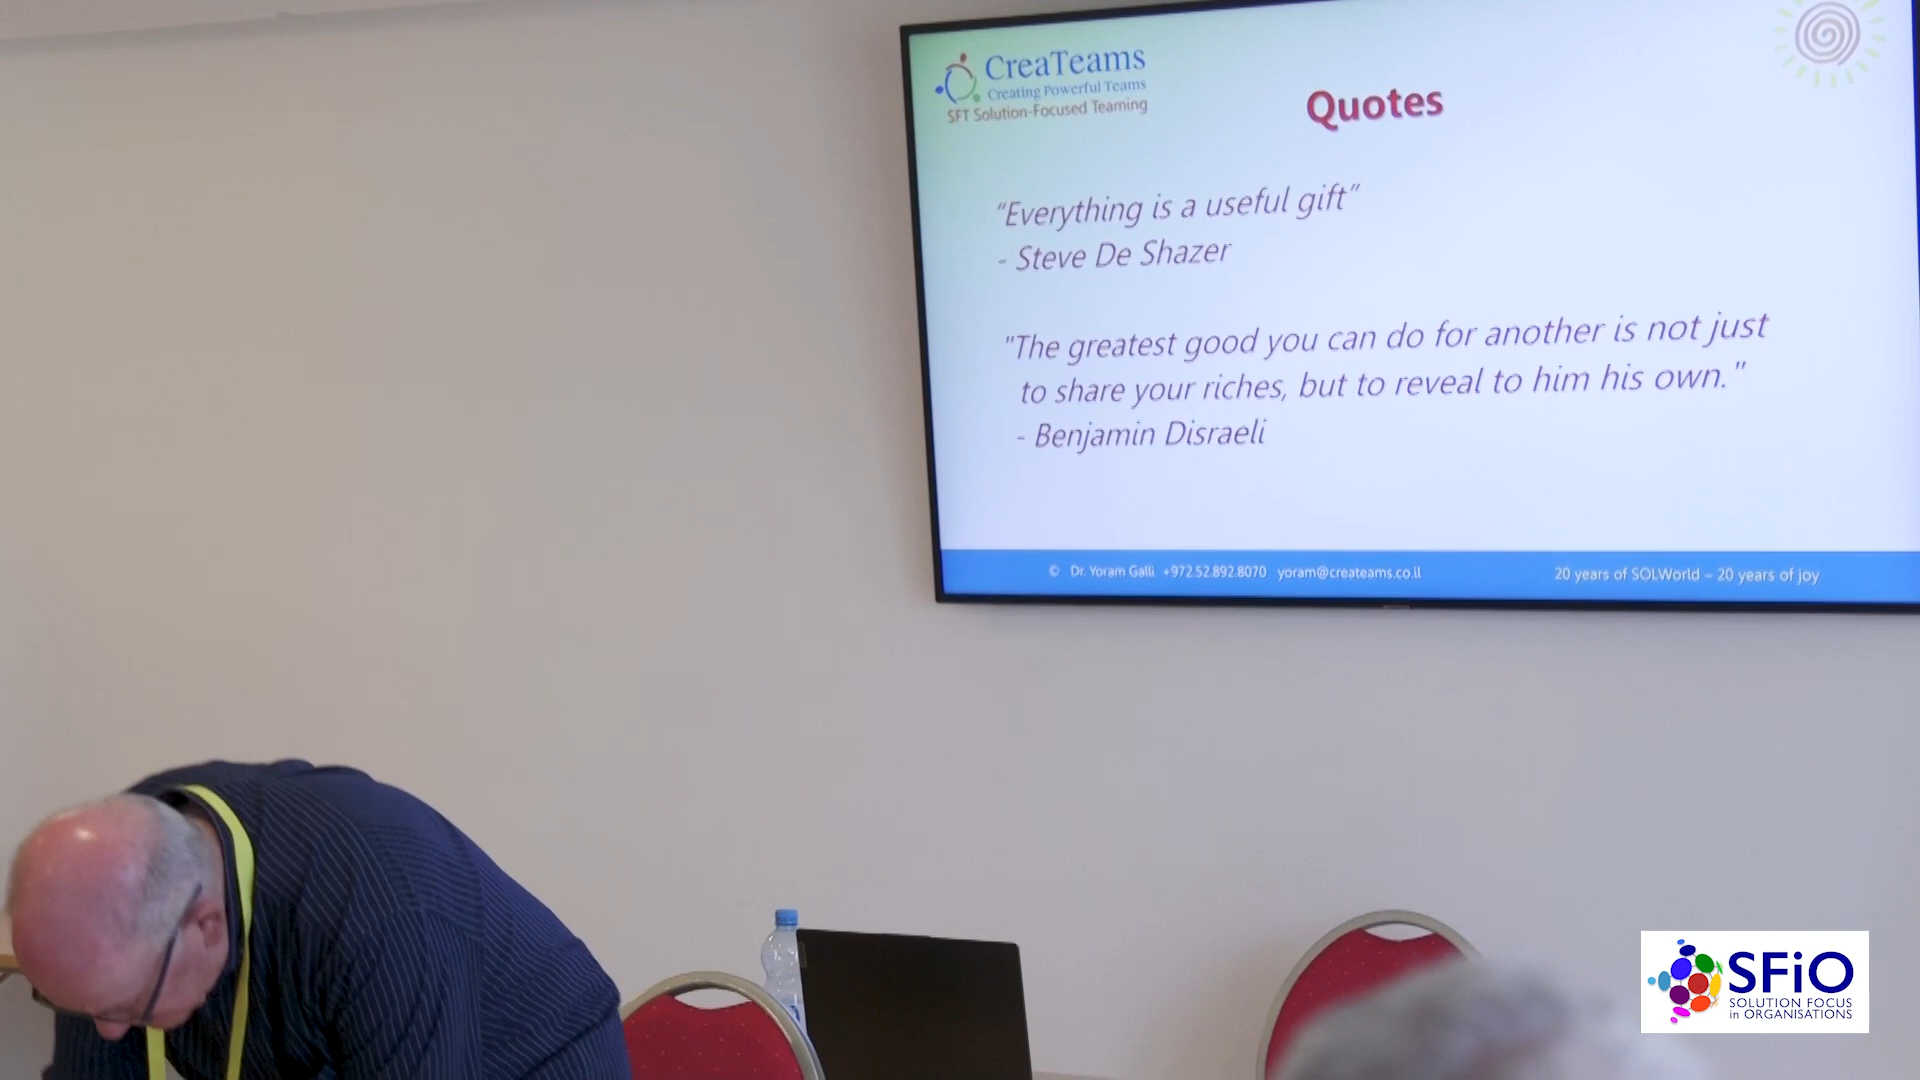 CreaTeams
Creating Powerful Teams
SFT Solution-Focused Teaming
Quotes
“Everything is a useful gift”
- Steve De Shazer
"The greatest good you can do for another is not just
to share your riches, but to reveal to him his own."
- Benjamin Disraeli
© Dr. Yoram Galli +972.52.892.8070 yoram@createams.co.il
20 years of SOLWorld – 20 years of joy
SFiO
SOLUTION FOCUS
in ORGANISATIONS